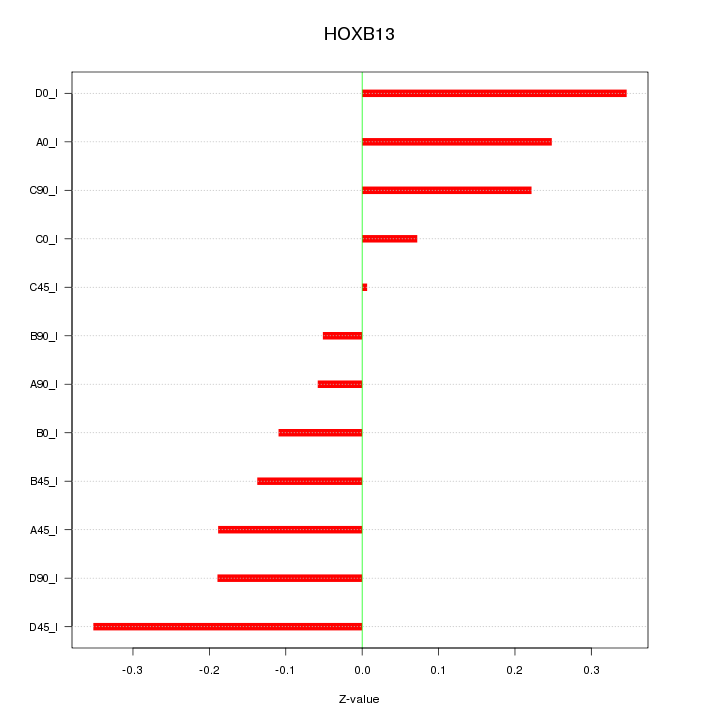 HOXB13
D0_I
A0_I
C90_I
C0_I
C45_I
B90_I
A90_I
B0_I
B45_I
A45_I
D90_I
D45_I
-0.3 -0.2 -0.1 0.0 0.1 0.2 0.3
Z-value